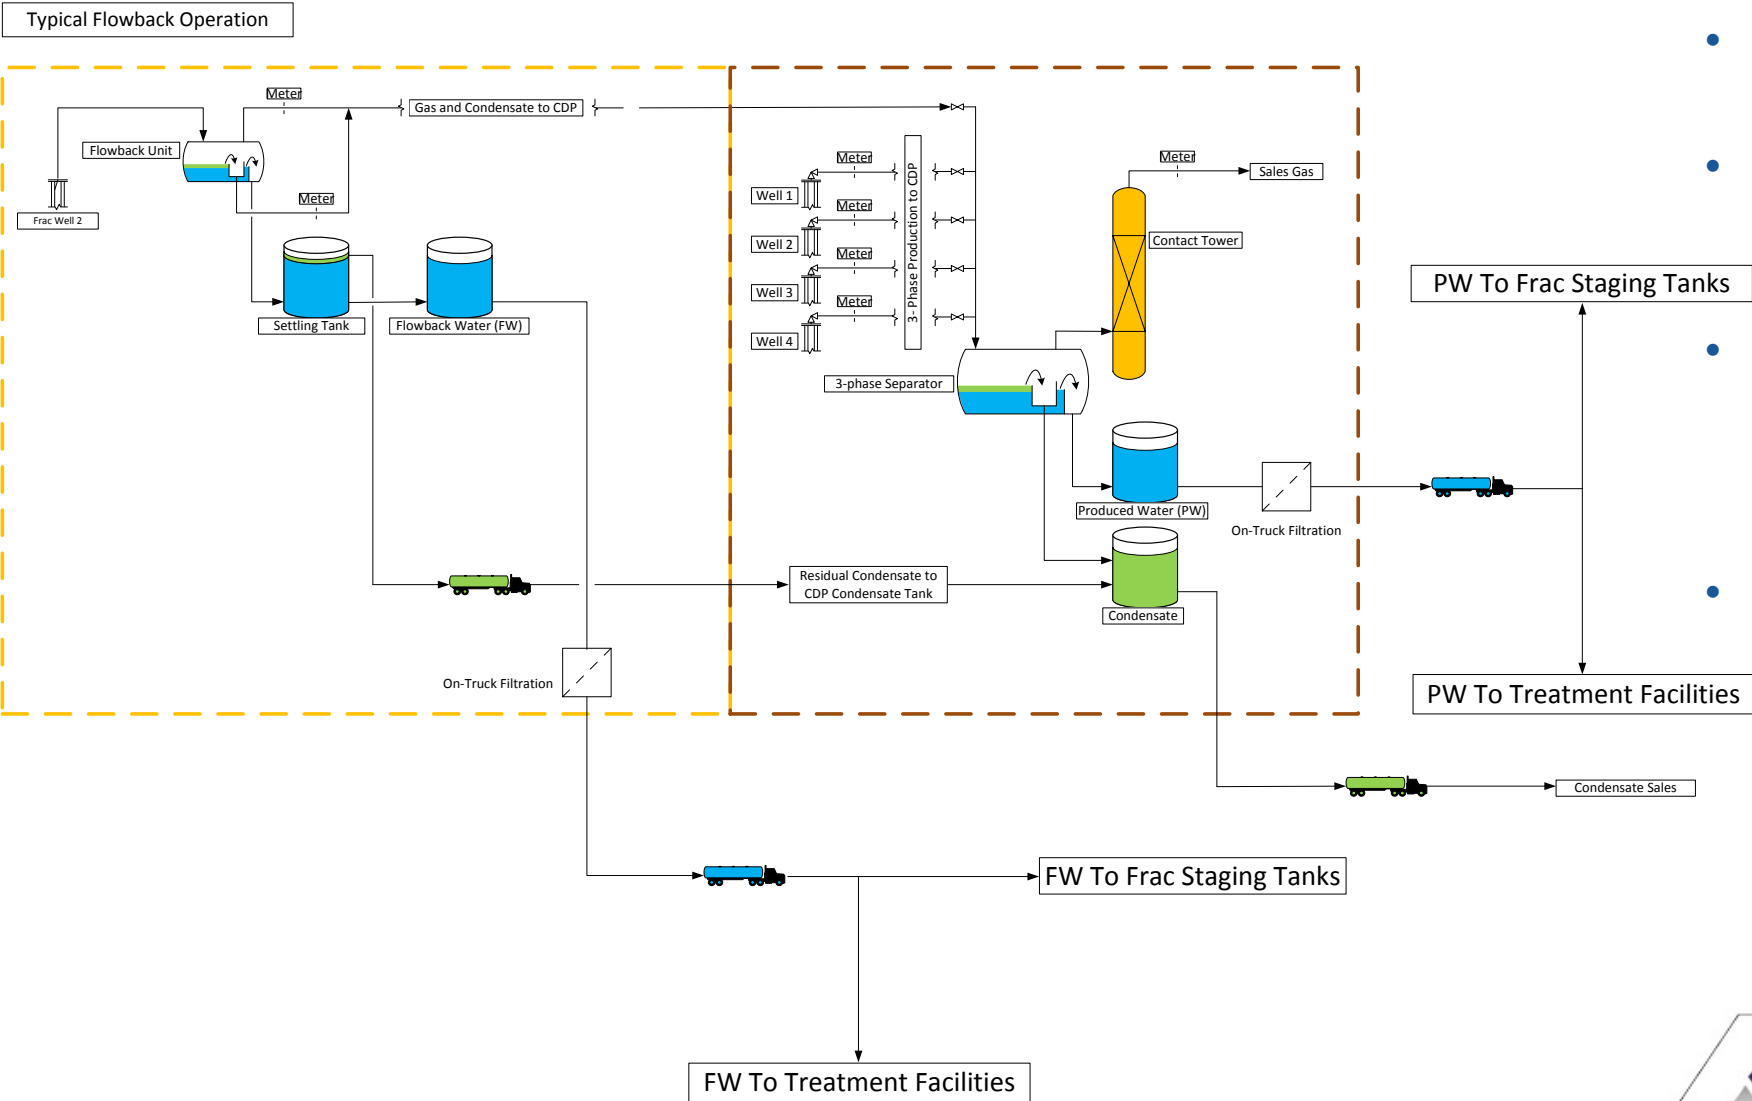 Typical Flowback Operation
Meter
Gas and Condensate to CDP
Flowback Unit
Meter
Frac Well 2
Settling Tank
Flowback Water (FW)
Well 1
Meter
Well 2
Meter
Well 3
Meter
Well 4
Meter
3- Phase Production to CDP
Meter
Sales Gas
Contact Tower
3-phase Separator
Produced Water (PW)
On-Truck Filtration
PW To Frac Staging Tanks
PW To Treatment Facilities
Residual Condensate to
CDP Condensate Tank
Condensate
On-Truck Filtration
Condensate Sales
FW To Frac Staging Tanks
FW To Treatment Facilities